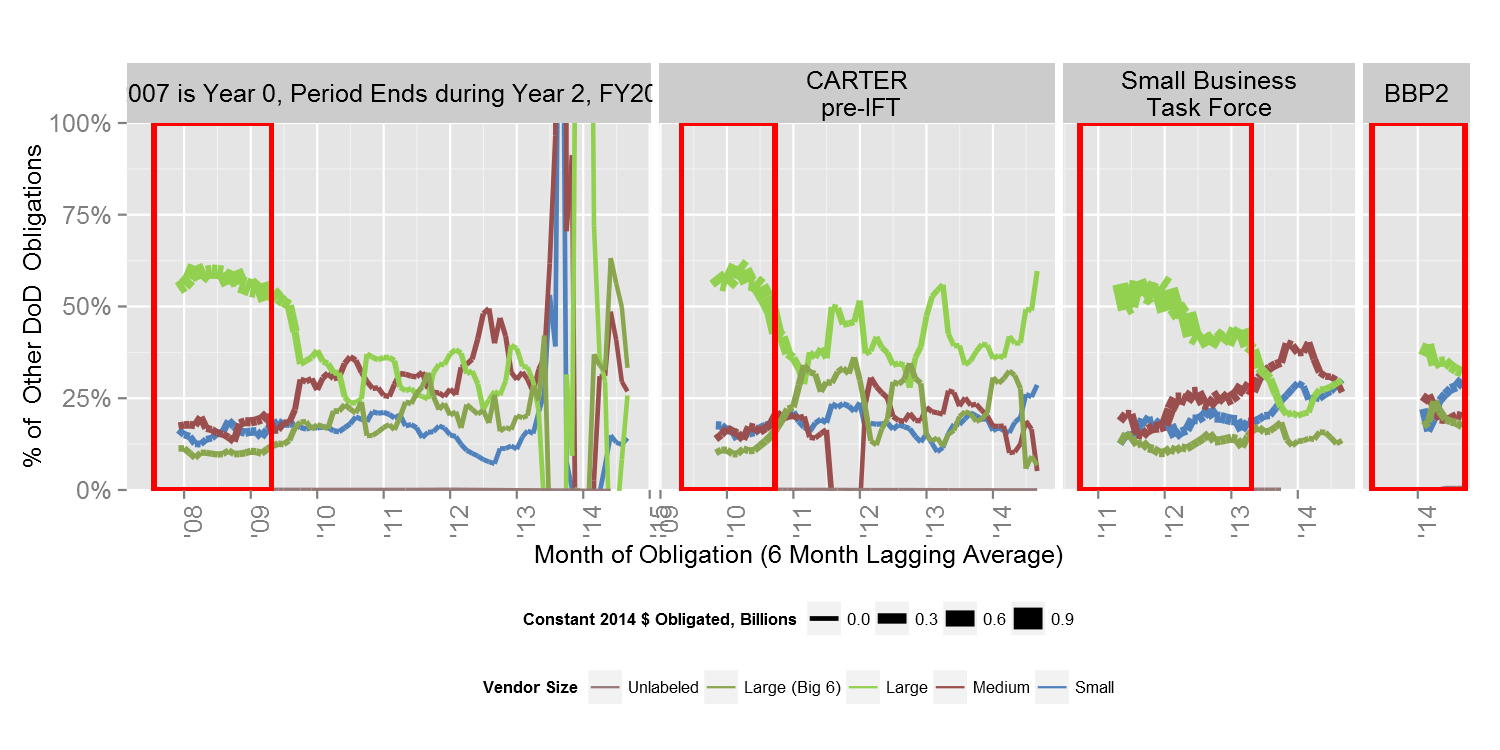 007 is Year 0, Period Ends during Year 2, FY20
CARTER
pre-IFT
Small Business
Task Force
BBP2
100%
75%
50%
25%
0%
% of Other DoD Obligations
'08
'09
'10
'11
'12
'13
'14
'15
'09
'10
'11
'12
'13
'14
'11
'12
'13
'14
'14
Month of Obligation (6 Month Lagging Average)
Constant 2014 $ Obligated, Billions 0.0 0.3 0.6 0.9
Vendor Size Unlabeled Large (Big 6) Large Medium Small